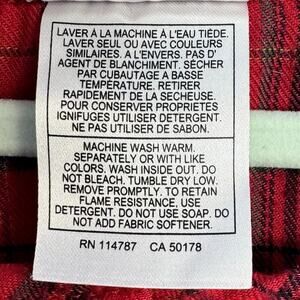 LAVER À LA MACHINE À L'EAU TIÈDE.
LAVER SEUL OU AVEC COULEURS
SIMILAIRES. A L'ENVERS. PAS D'
AGENT DE BLANCHIMENT. SÉCHER
PAR CUBAUTAGE A BASSE
TEMPÉRATURE. RETIRER
RAPIDEMENT DE LA SECHEUSE.
POUR CONSERVER PROPRIETES
IGNIFUGES UTILISER DETERGENT.
NE PAS UTILISER DE SABON.
MACHINE WASH WARM.
SEPARATELY OR WITH LIKE
COLORS. WASH INSIDE OUT. DO
NOT BLEACH. TUMBLE DRY LOW.
REMOVE PROMPTLY. TO RETAIN
FLAME RESISTANCE, USE
DETERGENT. DO NOT USE SOAP. DO
NOT ADD FABRIC SOFTENER.
RN 114787 CA 50178